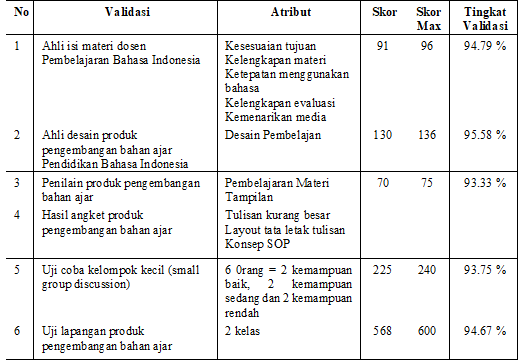 No Validasi Atribut Skor Skor Max Tingkat Validasi
1 Ahli isi materi dosen Kesesuaian tujuan 91 96 94.79 %
Pembelajaran Bahasa Indonesia Kelengkapan materi
Ketepatan menggunakan
bahasa
Kelengkapan evaluasi
Kemenarikan media
2 Ahli desain produk Desain Pembelajan 130 136 95.58 %
pengembangan bahan ajar
Pendidikan Bahasa Indonesia
3 Penilain produk pengembangan Pembelajaran Materi 70 75 93.33 %
bahan ajar Tampilan
4 Hasil angket produk Tulisan kurang besar
pengembangan bahan ajar Layout tata letak tulisan
Konsep SOP
5 Uji coba kelompok kecil (small 6 0rang = 2 kemampuan 225 240 93.75 %
group discussion) baik, 2 kemampuan
sedang dan 2 kemampuan
rendah
6 Uji lapangan produk 2 kelas 568 600 94.67 %
pengembangan bahan ajar